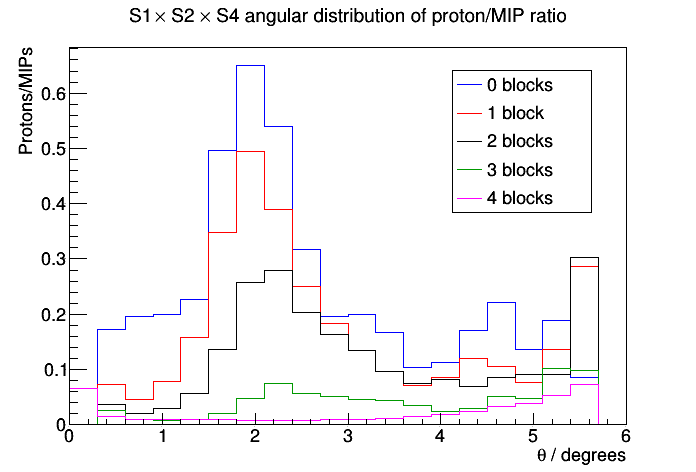 S1 × S2 × S4 angular distribution of proton/MIP ratio
Protons/MIPs
0 blocks
1 block
2 blocks
3 blocks
4 blocks
0.6
0.5
0.4
0.3
0.2
0.1
0
0 1 2 3 4 5 6
θ / degrees